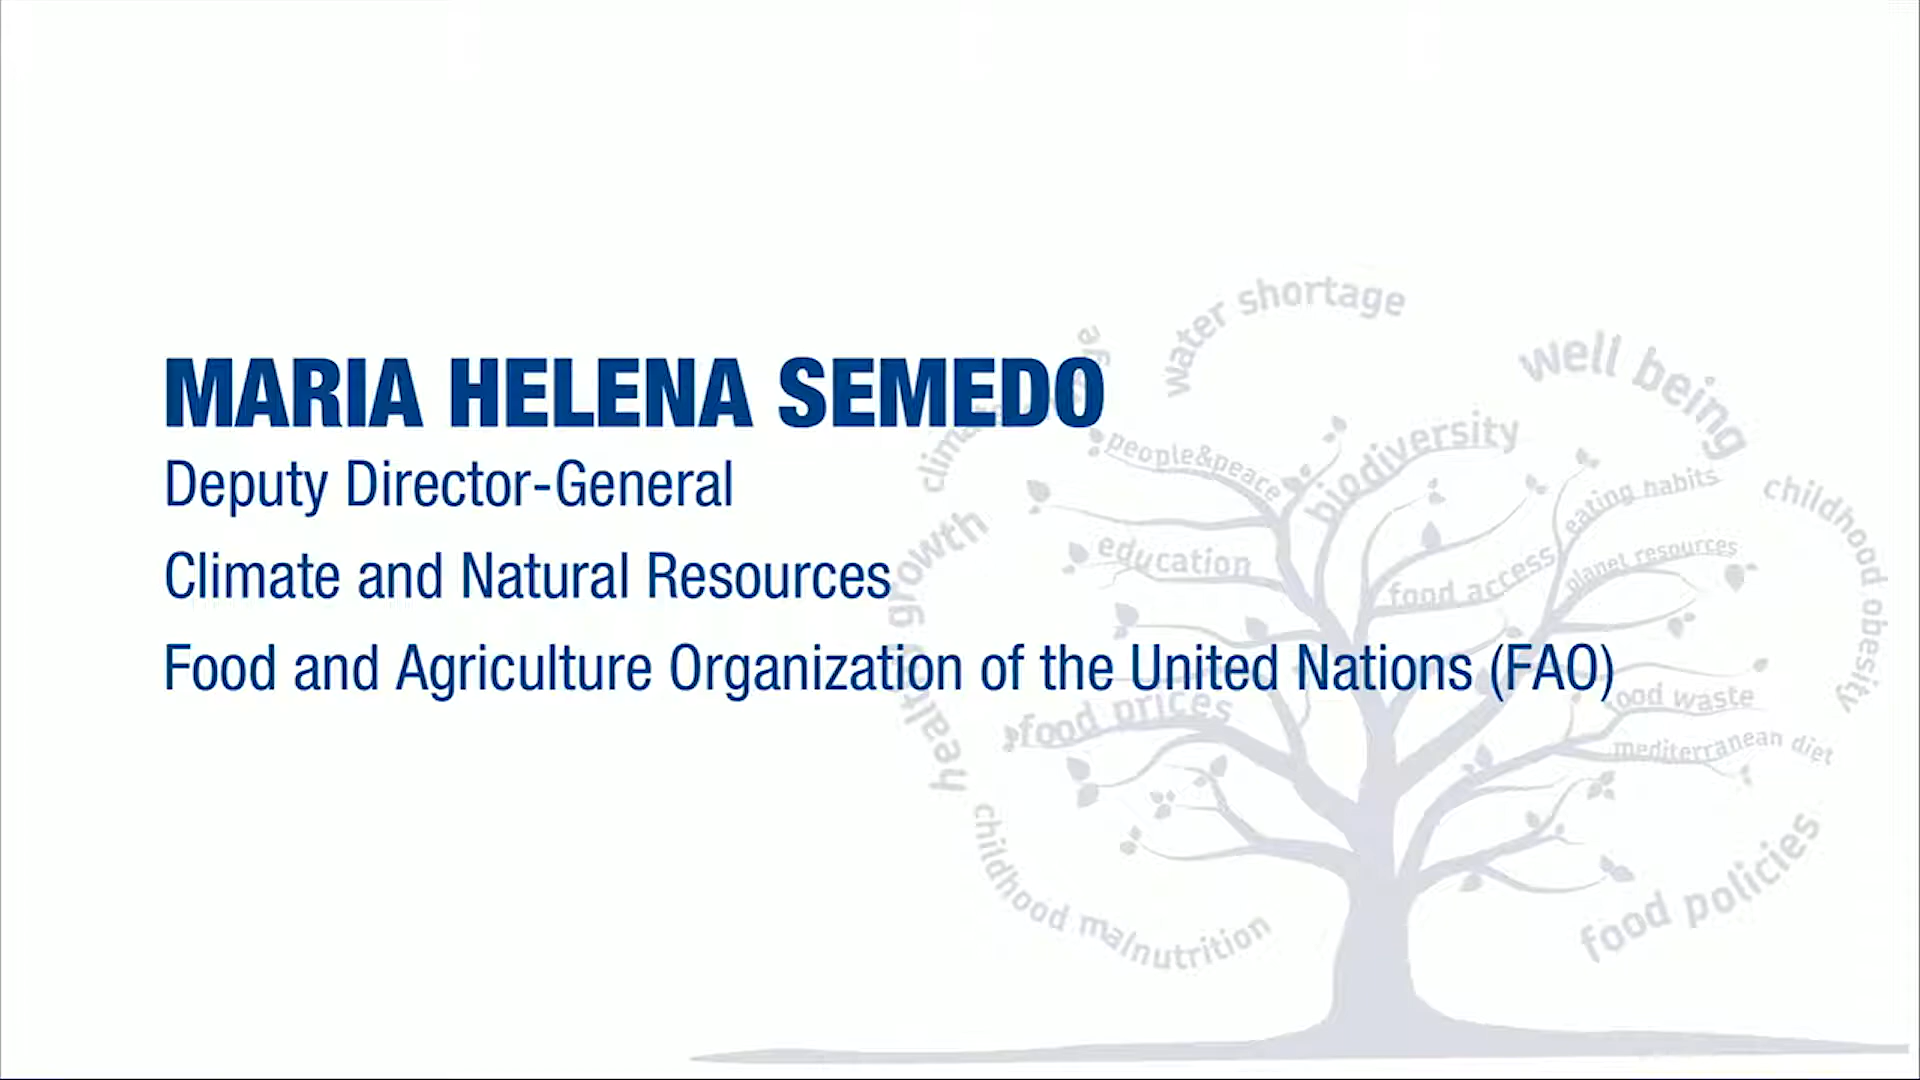 MARIA HELENA SEMEDO
Deputy Director-General
Climate and Natural Resources
Food and Agriculture Organization of the United Nations (FAO)
water shortage
well being
people&peace
biodiversity
eating habits
childhood obesity
healthy growth
education
food access
planet resources
food prices
food waste
mediterranean diet
childhood malnutrition
food policies